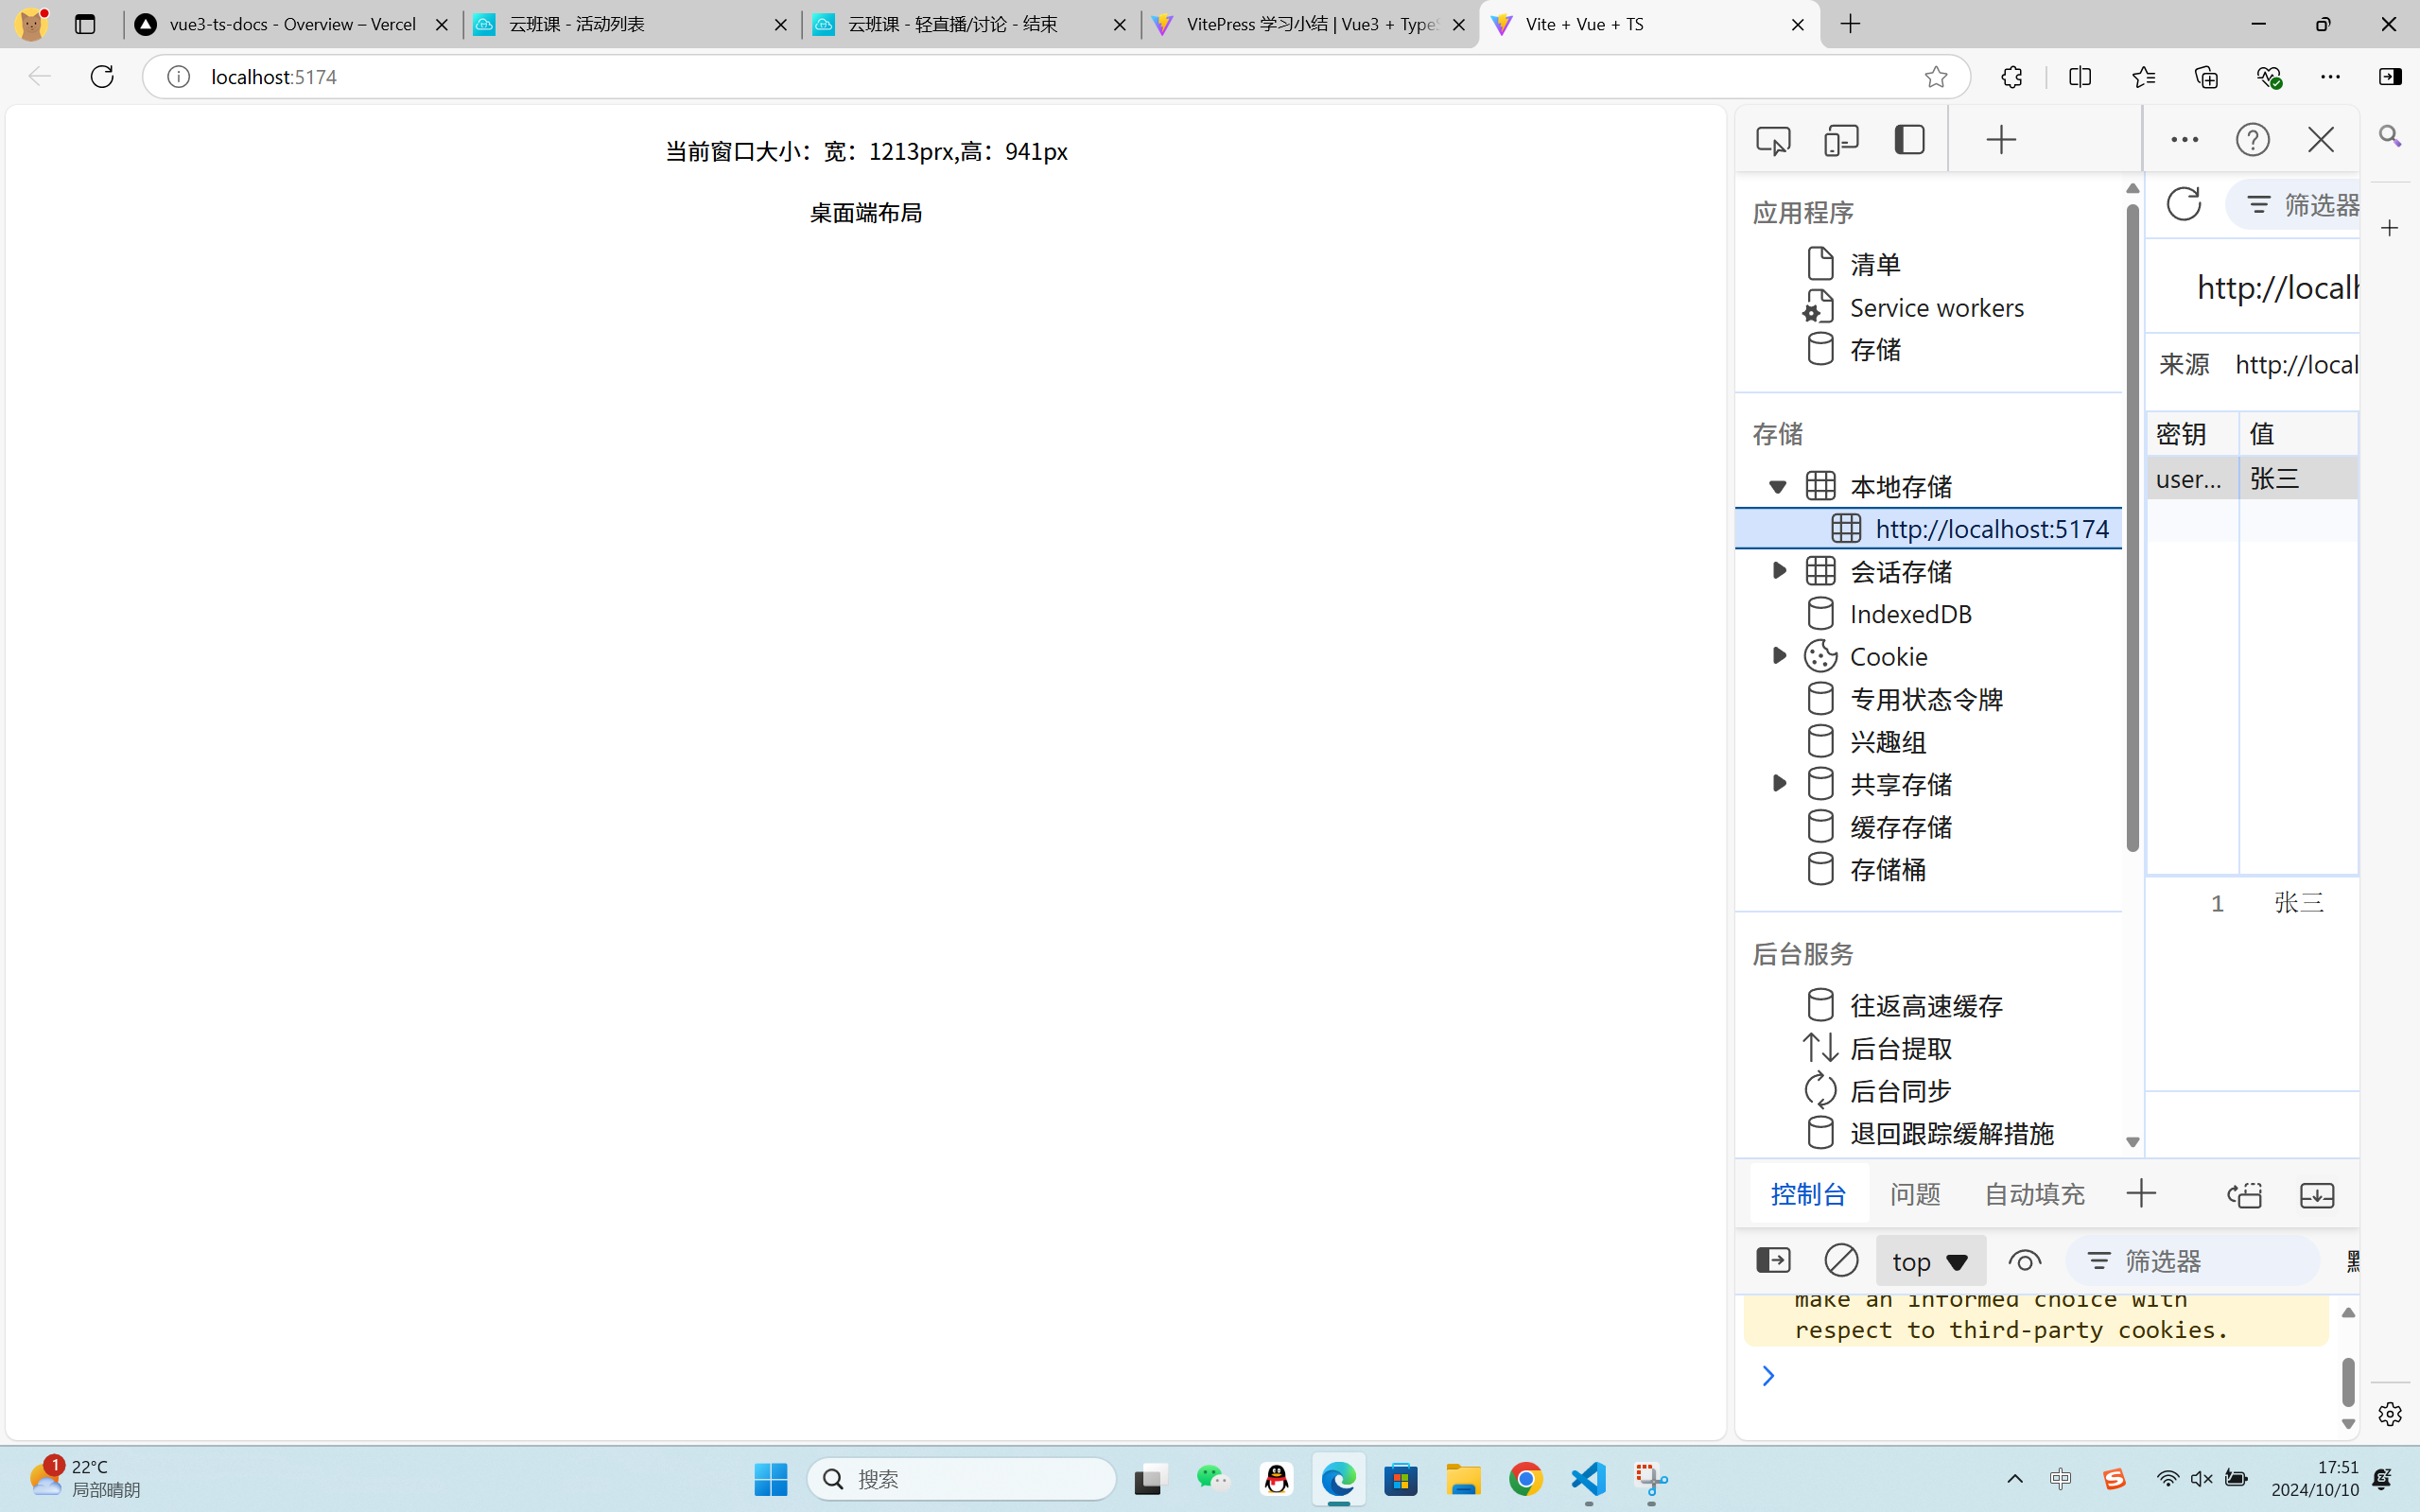 vue3-ts-docs - Overview – Vercel
云班课 - 活动列表
云班课 - 轻直播/讨论 - 结束
VitePress 学习小结 | Vue3 + Type
Vite + Vue + TS
localhost:5174
当前窗口大小：宽：1213prx,高：941px
桌面端布局
应用程序
清单
Service workers
存储
存储
本地存储
http://localhost:5174
会话存储
IndexedDB
Cookie
专用状态令牌
兴趣组
共享存储
缓存存储
存储桶
后台服务
往返高速缓存
后台提取
后台同步
退回跟踪缓解措施
筛选器
http://local
来源 http://local
密钥 值
user... 张三
1 张三
控制台 问题 自动填充
top 筛选器
make an informed choice with
respect to third-party cookies.
1
22°C
局部晴朗
搜索
中
17:51
2024/10/10